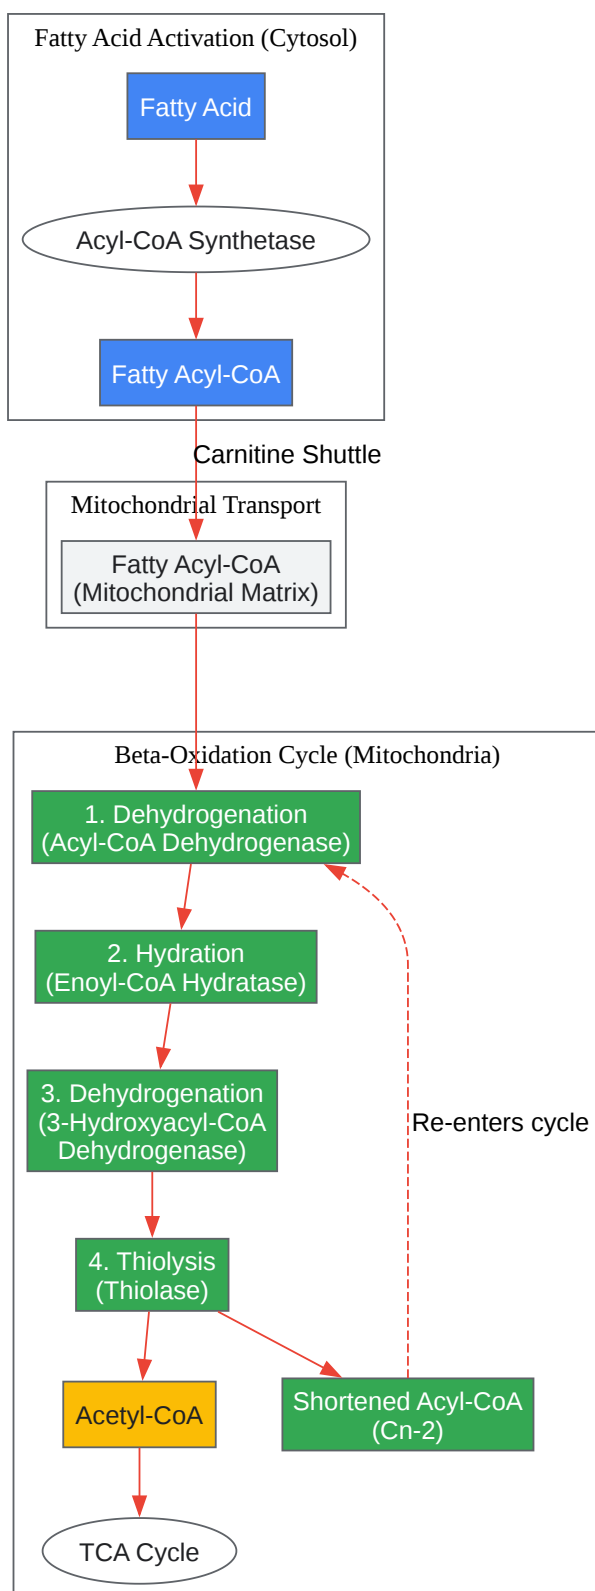 Fatty Acid Activation (Cytosol)
Fatty Acid
Acyl-CoA Synthetase
Fatty Acyl-CoA
Carnitine Shuttle
Mitochondrial Transport
Fatty Acyl-CoA
(Mitochondrial Matrix)
Beta-Oxidation Cycle (Mitochondria)
1. Dehydrogenation
(Acyl-CoA Dehydrogenase)
2. Hydration
(Enoyl-CoA Hydratase)
3. Dehydrogenation
(3-Hydroxyacyl-CoA
Dehydrogenase)
Re-enters cycle
4. Thiolysis
(Thiolase)
Acetyl-CoA
Shortened Acyl-CoA
(Cn-2)
TCA Cycle